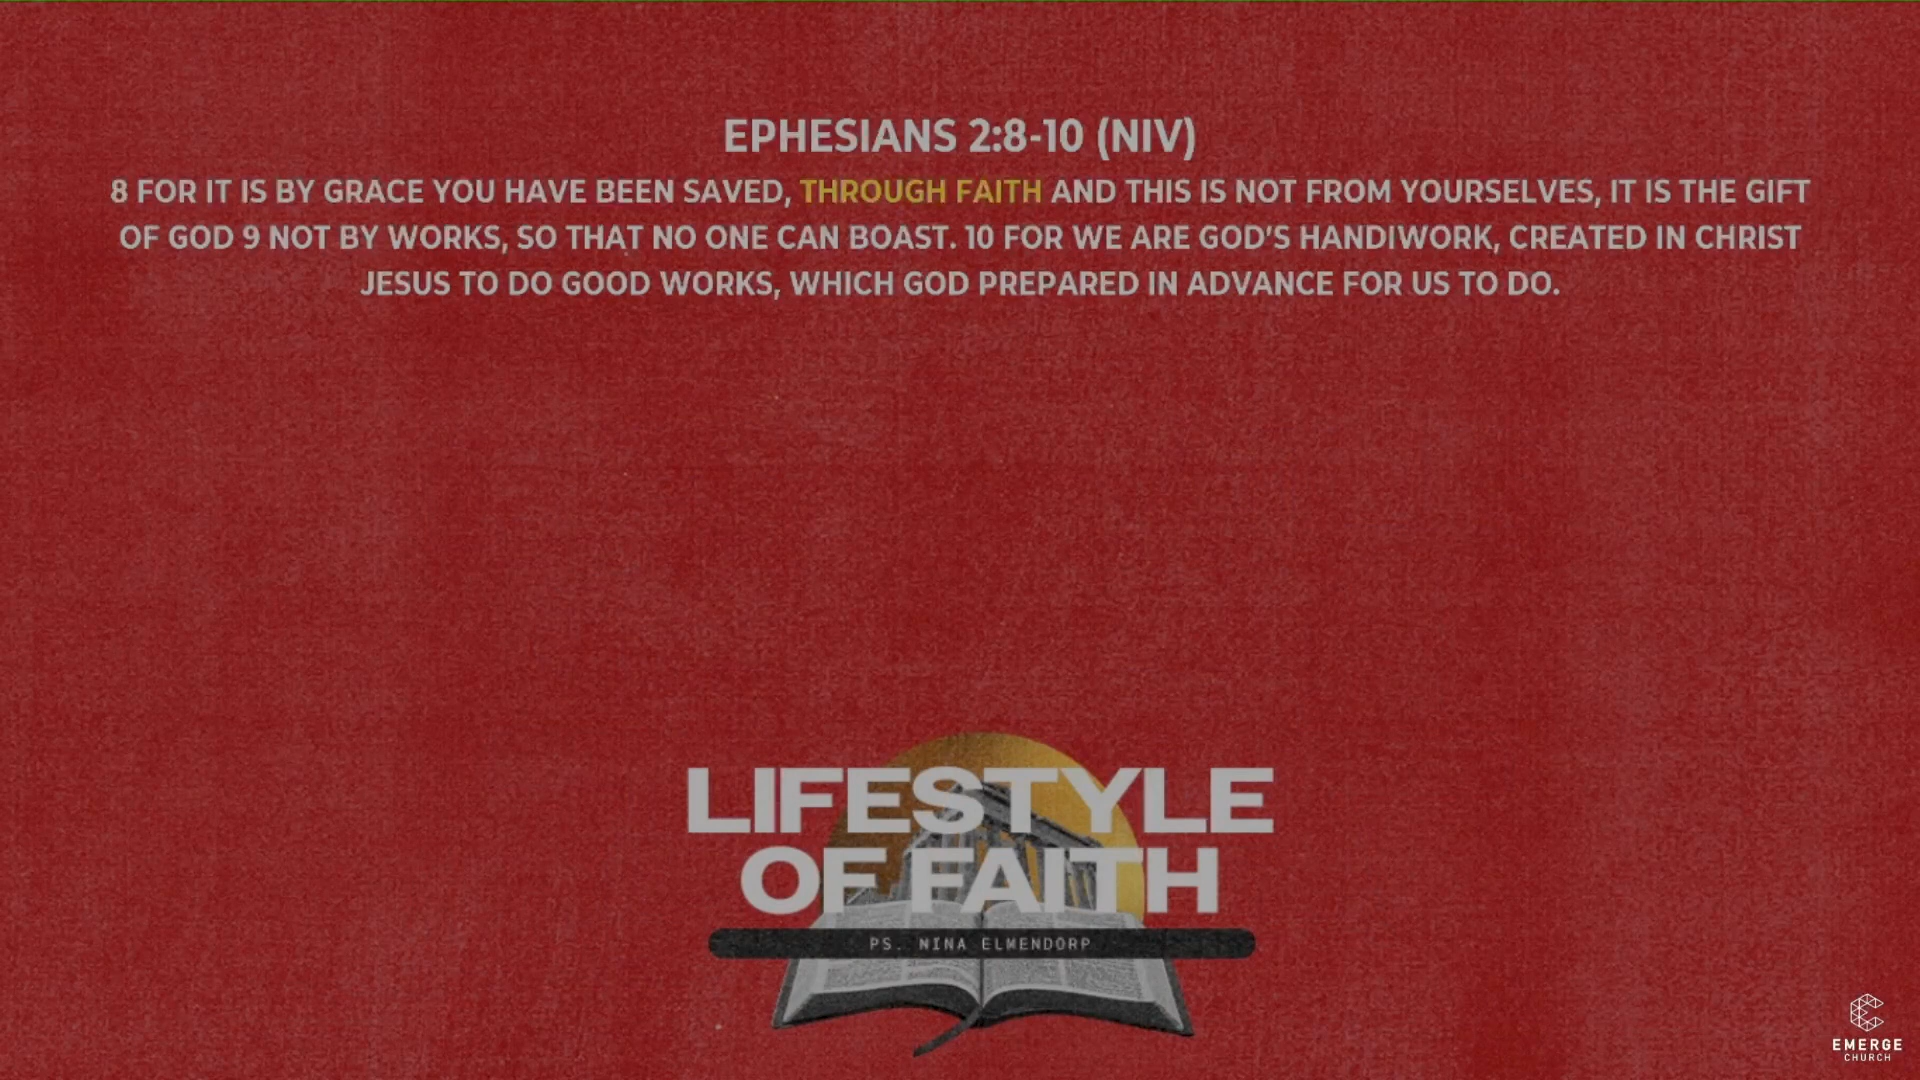 EPHESIANS 2:8-10 (NIV)
8 FOR IT IS BY GRACE YOU HAVE BEEN SAVED, THROUGH FAITH AND THIS IS NOT FROM YOURSELVES, IT IS THE GIFT
OF GOD 9 NOT BY WORKS, SO THAT NO ONE CAN BOAST. 10 FOR WE ARE GOD'S HANDIWORK, CREATED IN CHRIST
JESUS TO DO GOOD WORKS, WHICH GOD PREPARED IN ADVANCE FOR US TO DO.
LIFESTYLE
OF FAITH
PS. NINA ELMENDORP
EMERGE
CHURCH